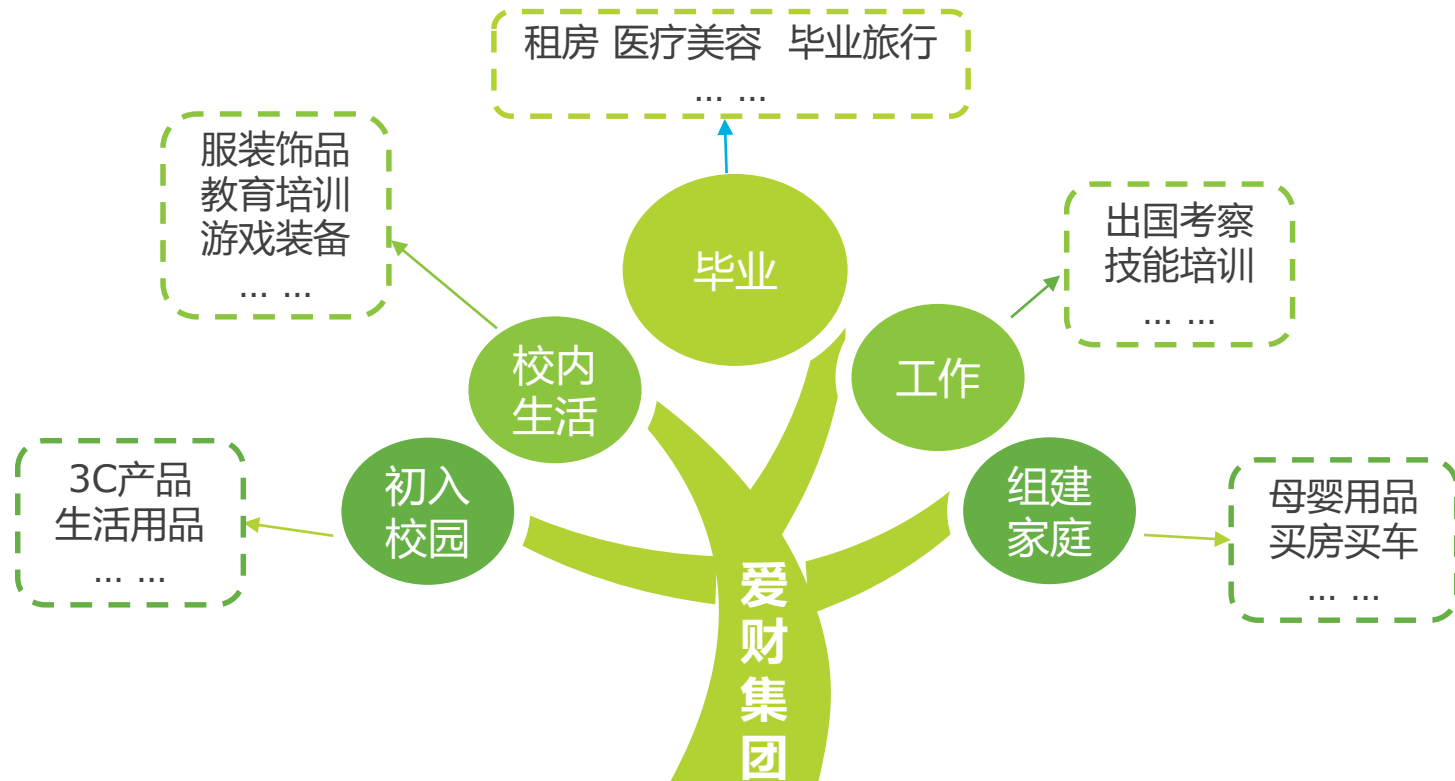 租房 医疗美容 毕业旅行
... ...
服装饰品
教育培训
游戏装备
... ...
出国考察
技能培训
... ...
毕业
校内
生活
工作
3C产品
生活用品
... ...
初入
校园
组建
家庭
母婴用品
买房买车
... ...
爱财集团